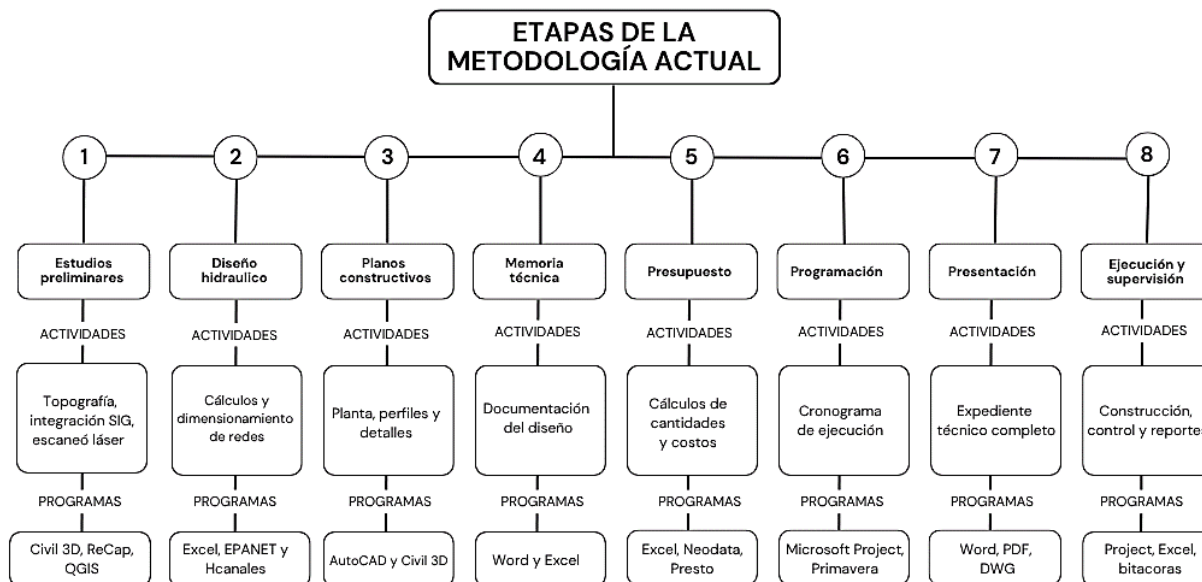 ETAPAS DE LA
METODOLOGÍA ACTUAL
1
2
3
4
5
6
7
8
Estudios
preliminares
Diseño
hidraulico
Planos
constructivos
Memoria
técnica
Presupuesto
Programación
Presentación
Ejecución y
supervisión
ACTIVIDADES
ACTIVIDADES
ACTIVIDADES
ACTIVIDADES
ACTIVIDADES
ACTIVIDADES
ACTIVIDADES
ACTIVIDADES
Topografía,
integración SIG,
escaneó láser
Cálculos y
dimensionamiento
de redes
Planta, perfiles y
detalles
Documentación
del diseño
Cálculos de
cantidades
y costos
Cronograma
de ejecución
Expediente
técnico completo
Construcción,
control y reportes
PROGRAMAS
PROGRAMAS
PROGRAMAS
PROGRAMAS
PROGRAMAS
PROGRAMAS
PROGRAMAS
PROGRAMAS
Civil 3D, ReCap,
QGIS
Excel, EPANET y
Hcanales
AutoCAD y Civil 3D
Word y Excel
Excel, Neodata,
Presto
Microsoft Project,
Primavera
Word, PDF,
DWG
Project, Excel,
bitacoras